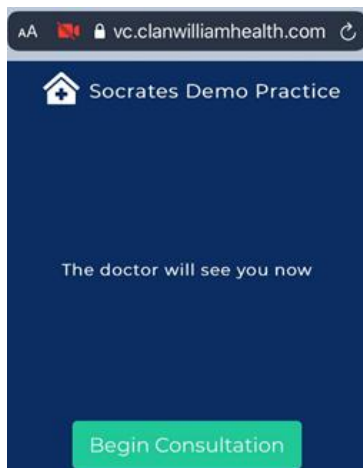 AA vc.clanwilliamhealth.com
Socrates Demo Practice
The doctor will see you now
Begin Consultation